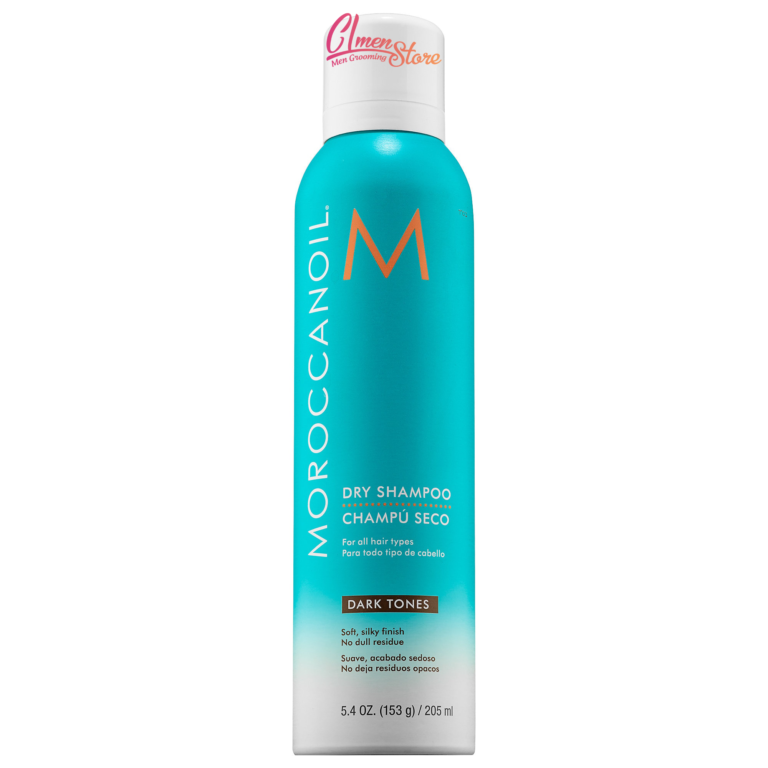 Clmen
Store
Men Grooming
MOROCCANOIL®
M
DRY SHAMPOO
CHAMPÚ SECO
For all hair types
Para todo tipo de cabello
DARK TONES
Soft, silky finish
No dull residue
Suave, acabado sedoso
No deja residuos opacos
5.4 OZ. (153 g) / 205 ml